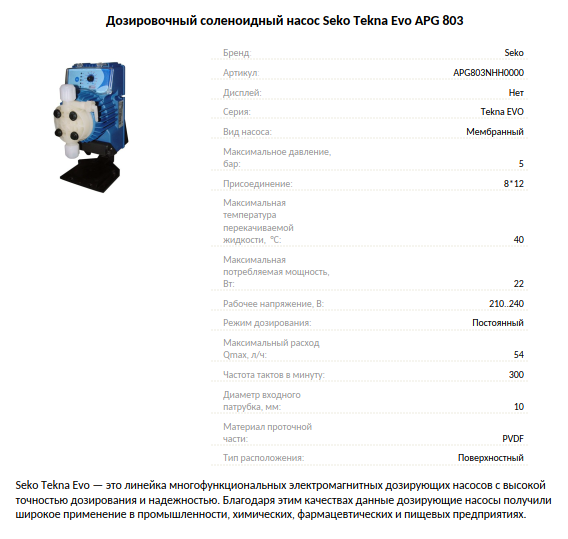 Дозировочный соленоидный насос Seko Tekna Evo APG 803
Бренд: Seko
Артикул: APG803NHH0000
Дисплей: Нет
Серия: Tekna EVO
Вид насоса: Мембранный
Максимальное давление,
бар: 5
Присоединение: 8*12
Максимальная
температура
перекачиваемой
жидкости, °С: 40
Максимальная
потребляемая мощность,
Вт: 22
Рабочее напряжение, В: 210..240
Режим дозирования: Постоянный
Максимальный расход
Qmax, л/ч: 54
Частота тактов в минуту: 300
Диаметр входного
патрубка, мм: 10
Материал проточной
части: PVDF
Тип расположения: Поверхностный
Seko Tekna Evo — это линейка многофункциональных электромагнитных дозирующих насосов с высокой
точностью дозирования и надежностью. Благодаря этим качествах данные дозирующие насосы получили
широкое применение в промышленности, химических, фармацевтических и пищевых предприятиях.